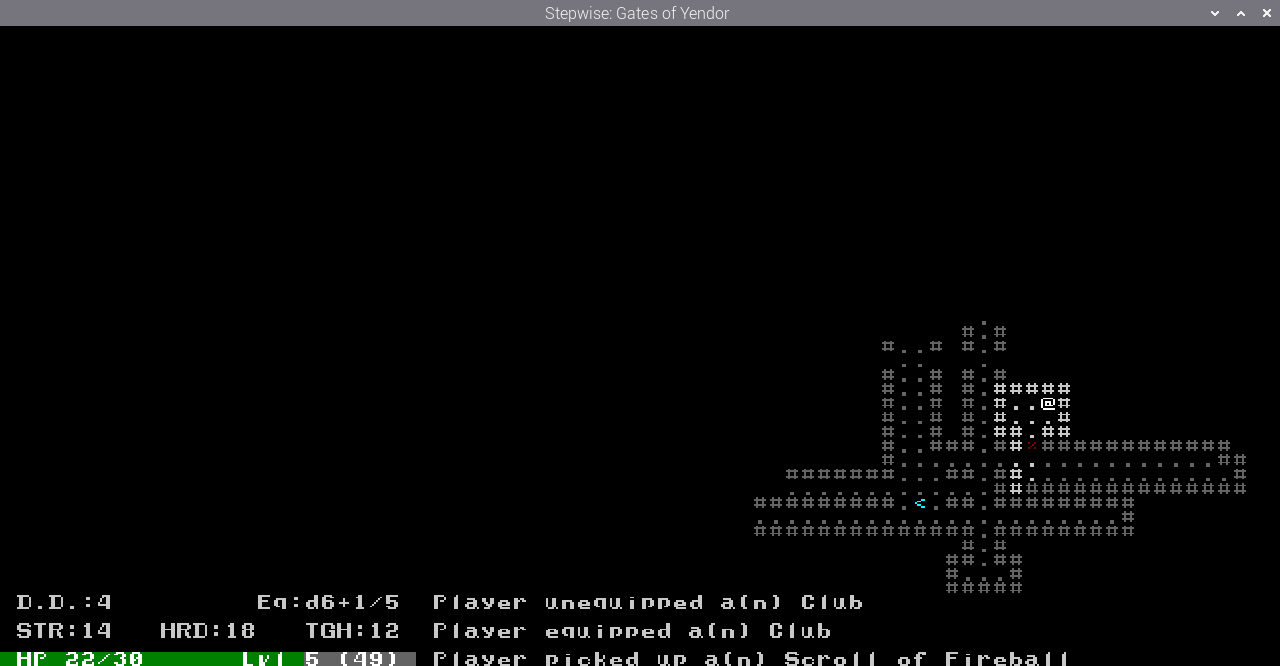 Stepwise: Gates of Yendor
D.D.:4 Eq:d6+1/5 Player unequipped a(n) Club
STR:14 HRD:18 TGH:12 Player equipped a(n) Club
HP 22/30 Lvl 5 (49) Player picked up a(n) Scroll of Fireball